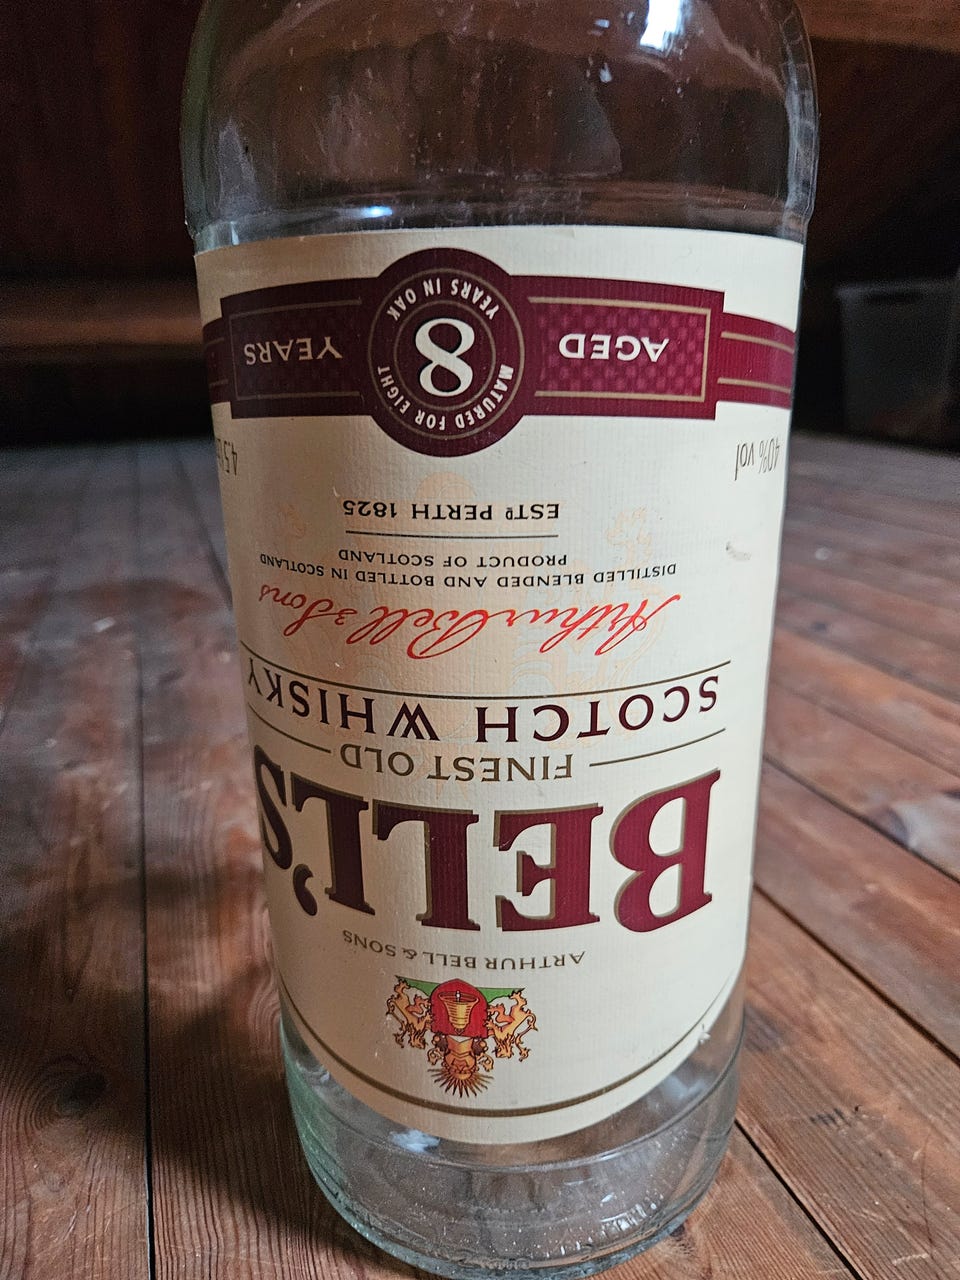 ARTHUR BELL & SONS
BELL'S
FINEST OLD
SCOTCH WHISKY
Arthur Bell & Sons
DISTILLED BLENDED AND BOTTLED IN SCOTLAND
PRODUCT OF SCOTLAND
ESTD PERTH 1825
40% vol
AGED 8 YEARS
MATURED FOR EIGHT
YEARS IN OAK